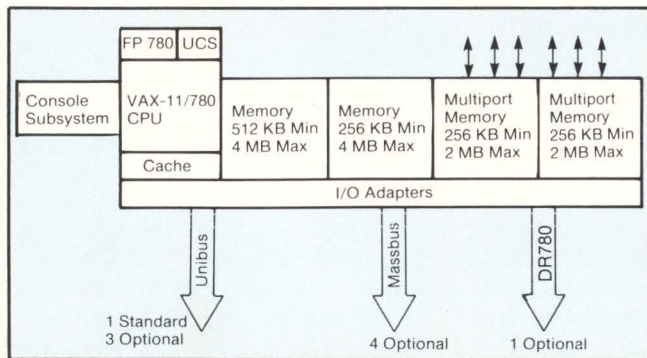 FP 780
UCS
Console
Subsystem
VAX-11/780
CPU
Cache
Memory
512 KB Min
4 MB Max
Memory
256 KB Min
4 MB Max
Multiport
Memory
256 KB Min
2 MB Max
Multiport
Memory
256 KB Min
2 MB Max
I/O Adapters
Unibus
Massbus
DR780
1 Standard
3 Optional
4 Optional
1 Optional